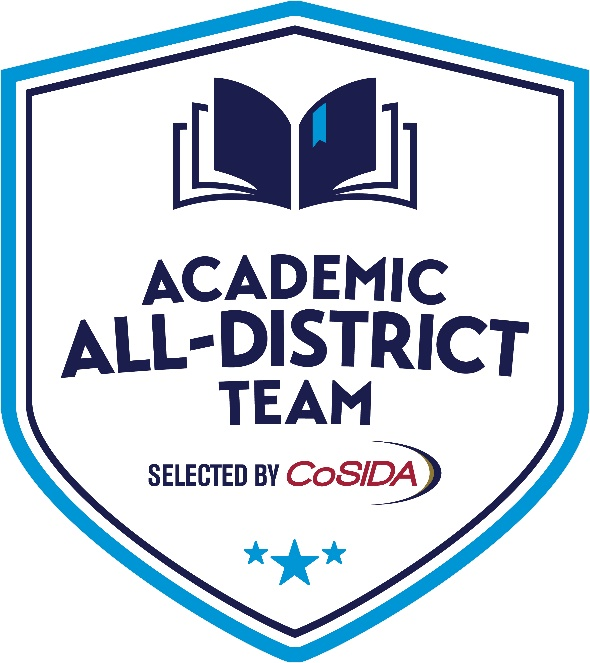 ACADEMIC
ALL-DISTRICT
TEAM
SELECTED BY CoSIDA